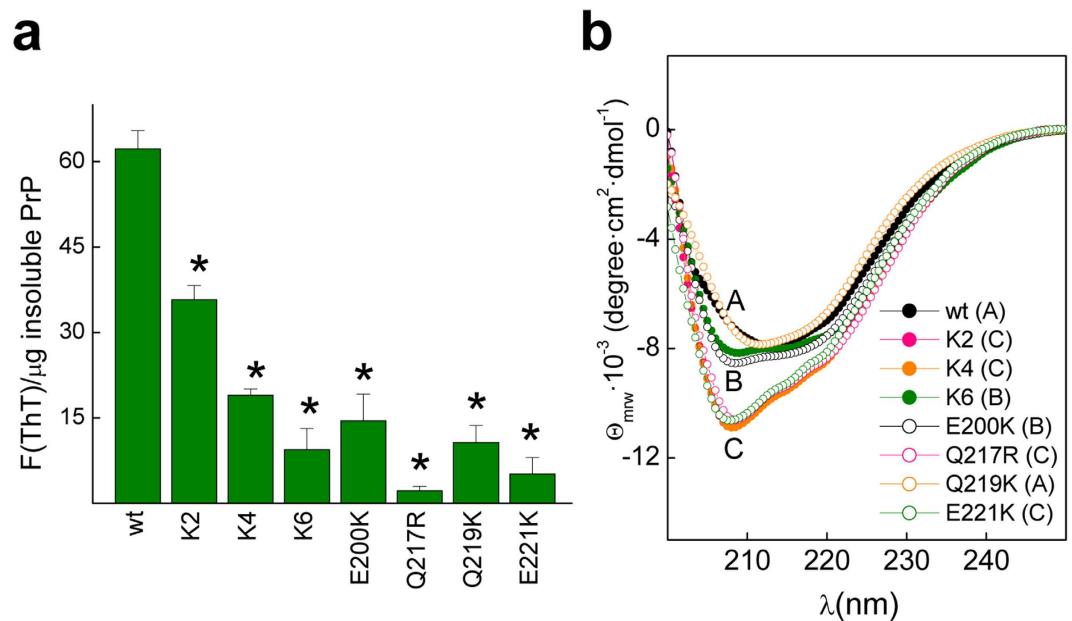 a
F(ThT)/µg insoluble PrP
60
45
30
15
*
*
*
*
*
*
*
wt
K2
K4
K6
E200K
Q217R
Q219K
E221K
b
Θmrw ·10⁻³ (degree·cm²·dmol⁻¹)
0
-4
-8
-12
A
B
C
wt (A)
K2 (C)
K4 (C)
K6 (B)
E200K (B)
Q217R (C)
Q219K (A)
E221K (C)
210
220
230
240
λ(nm)